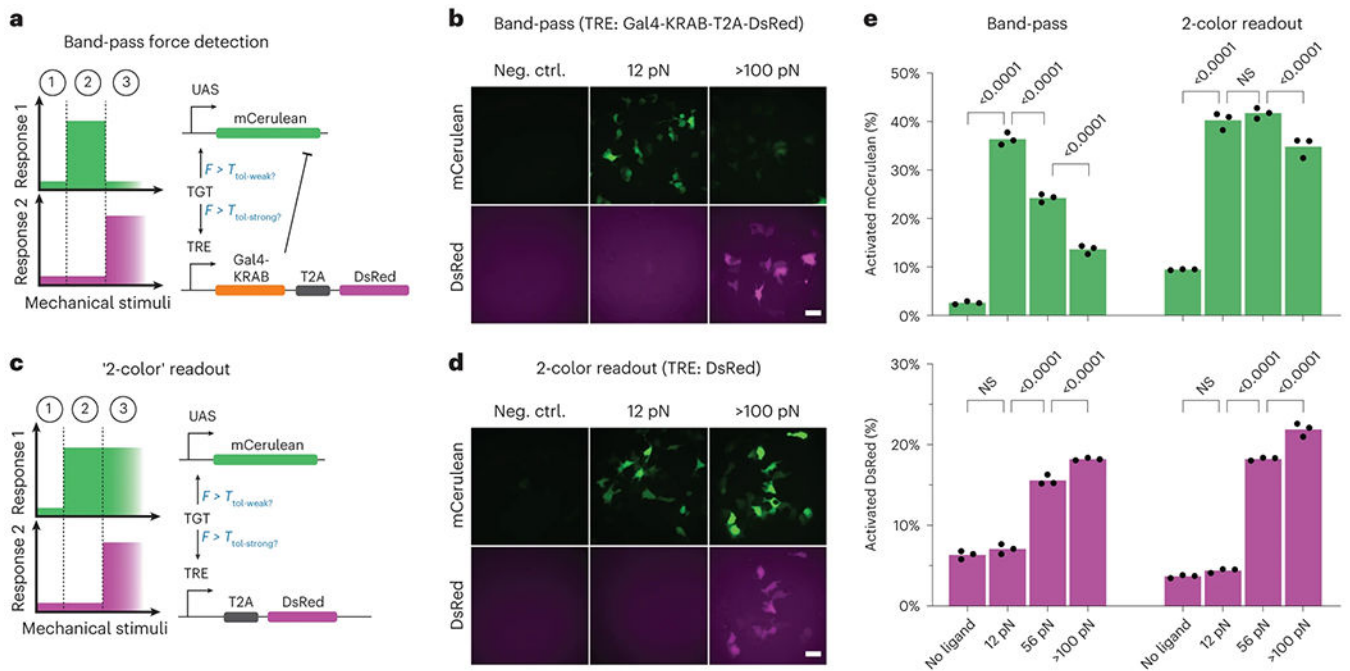 a
Band-pass force detection
1 2 3
Response 1
Response 2
Mechanical stimuli
UAS
mCerulean
F > Ttol-weak?
TGT
F > Ttol-strong?
TRE
Gal4-
KRAB
T2A
DsRed
b
Band-pass (TRE: Gal4-KRAB-T2A-DsRed)
Neg. ctrl. 12 pN >100 pN
mCerulean
DsRed
c
'2-color' readout
1 2 3
Response 1
Response 2
Mechanical stimuli
UAS
mCerulean
F > Ttol-weak?
TGT
F > Ttol-strong?
TRE
T2A
DsRed
d
2-color readout (TRE: DsRed)
Neg. ctrl. 12 pN >100 pN
mCerulean
DsRed
e
Band-pass
2-color readout
Activated mCerulean (%)
50%
40%
30%
20%
10%
0%
<0.0001
<0.0001
<0.0001
<0.0001
NS
<0.0001
Activated DsRed (%)
30%
20%
10%
0%
NS
<0.0001
<0.0001
NS
<0.0001
<0.0001
No ligand
12 pN
56 pN
>100 pN
No ligand
12 pN
56 pN
>100 pN